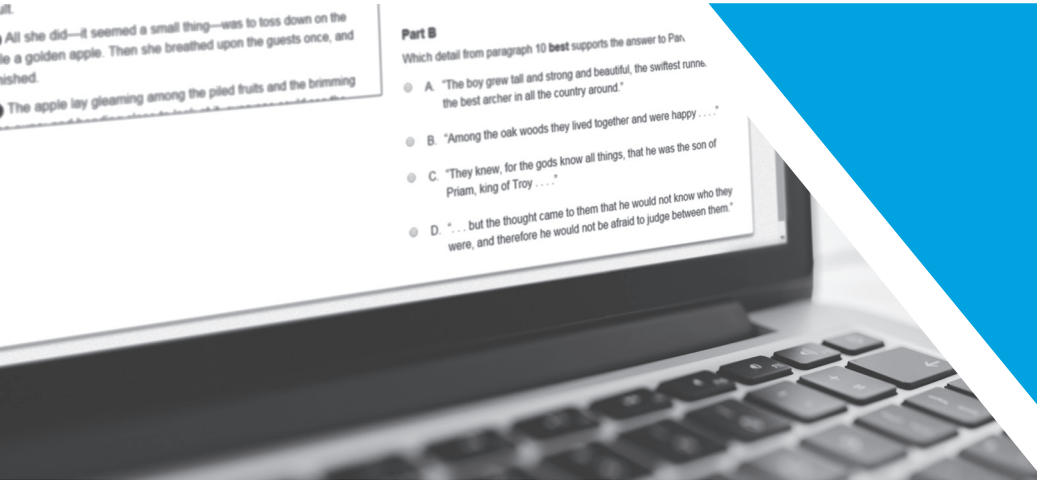 ult.
All she did—it seemed a small thing—was to toss down on the
le a golden apple. Then she breathed upon the guests once, and
nished.
The apple lay gleaming among the piled fruits and the brimming
Part B
Which detail from paragraph 10 best supports the answer to Par
A. "The boy grew tall and strong and beautiful, the swiftest runne
the best archer in all the country around."
B. "Among the oak woods they lived together and were happy . . . ."
C. "They knew, for the gods know all things, that he was the son of
Priam, king of Troy . . . ."
D. ". . . but the thought came to them that he would not know who they
were, and therefore he would not be afraid to judge between them."